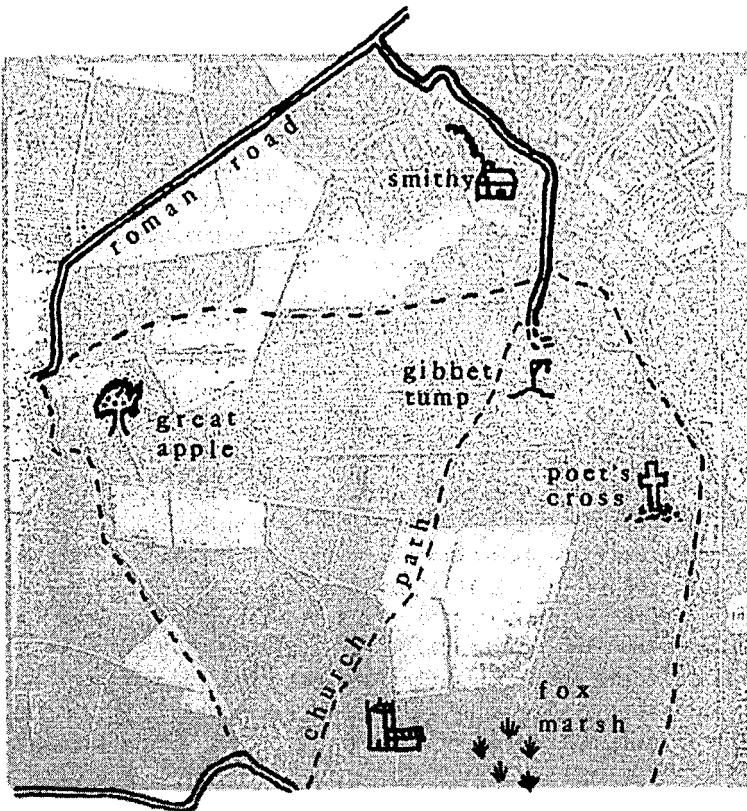 roman road
smithy
gibbet
tump
great
apple
poet's
cross
church path
fox
marsh